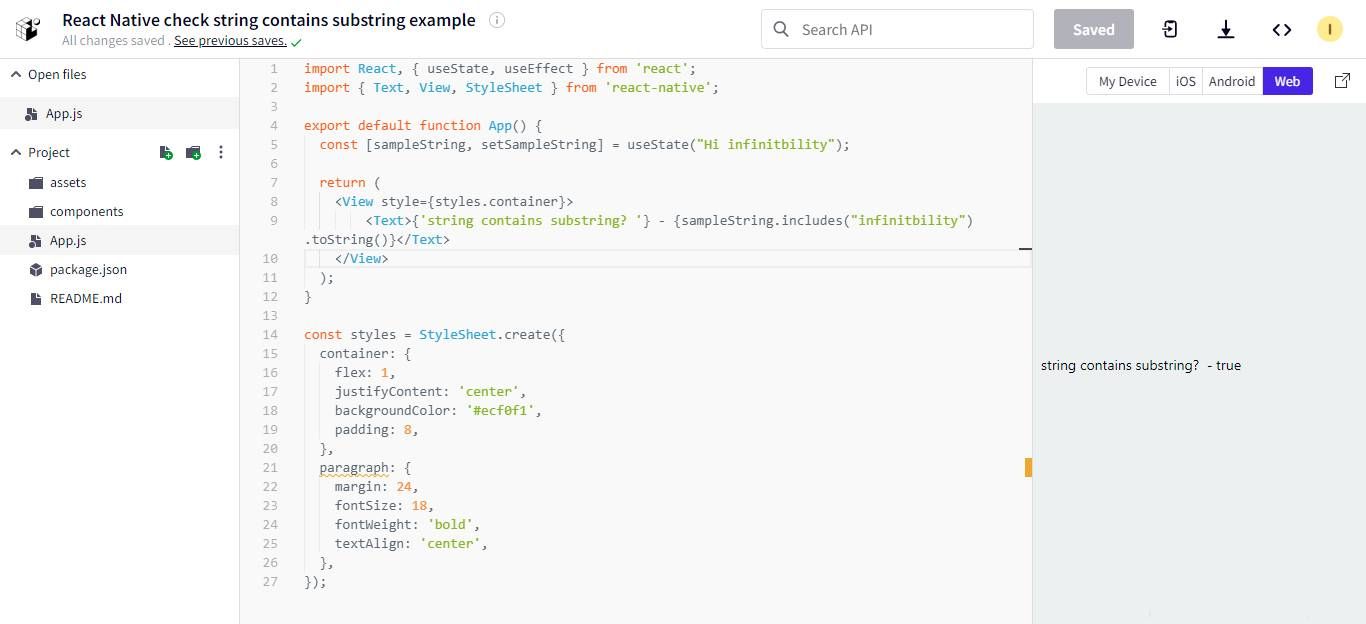 React Native check string contains substring example
All changes saved . See previous saves.
Search API
Saved
I
Open files
App.js
Project
assets
components
App.js
package.json
README.md
1 import React, { useState, useEffect } from 'react';
2 import { Text, View, StyleSheet } from 'react-native';
3
4 export default function App() {
5 const [sampleString, setSampleString] = useState("Hi infinitbility");
6
7 return (
8 <View style={styles.container}>
9 <Text>{'string contains substring? '} - {sampleString.includes("infinitbility")
.toString()}</Text>
10 </View>
11 );
12 }
13
14 const styles = StyleSheet.create({
15 container: {
16 flex: 1,
17 justifyContent: 'center',
18 backgroundColor: '#ecf0f1',
19 padding: 8,
20 },
21 paragraph: {
22 margin: 24,
23 fontSize: 18,
24 fontWeight: 'bold',
25 textAlign: 'center',
26 },
27 });
My Device iOS Android Web
string contains substring? - true